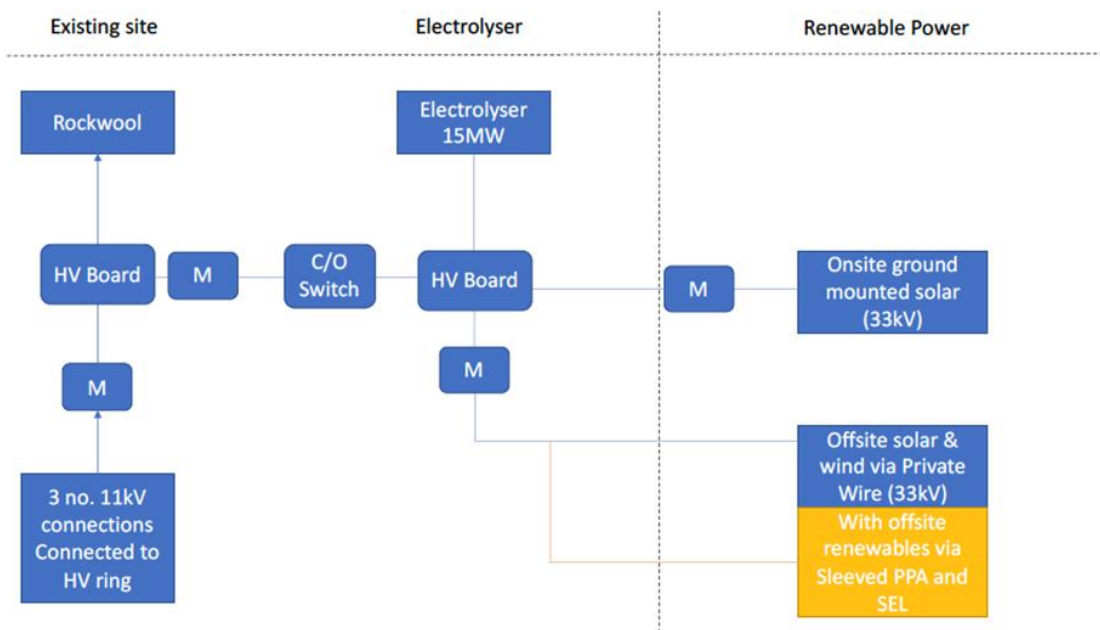 Existing site
Electrolyser
Renewable Power
Rockwool
Electrolyser
15MW
HV Board
M
C/O
Switch
HV Board
M
Onsite ground
mounted solar
(33kV)
M
M
3 no. 11kV
connections
Connected to
HV ring
Offsite solar &
wind via Private
Wire (33kV)
With offsite
renewables via
Sleeved PPA and
SEL